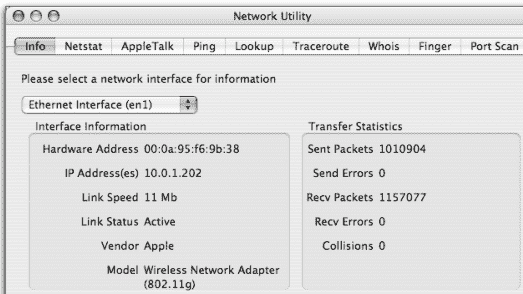 Network Utility
Info Netstat AppleTalk Ping Lookup Traceroute Whois Finger Port Scan
Please select a network interface for information
Ethernet Interface (en1)
Interface Information
Hardware Address 00:0a:95:f6:9b:38
IP Address(es) 10.0.1.202
Link Speed 11 Mb
Link Status Active
Vendor Apple
Model Wireless Network Adapter
(802.11g)
Transfer Statistics
Sent Packets 1010904
Send Errors 0
Recv Packets 1157077
Recv Errors 0
Collisions 0